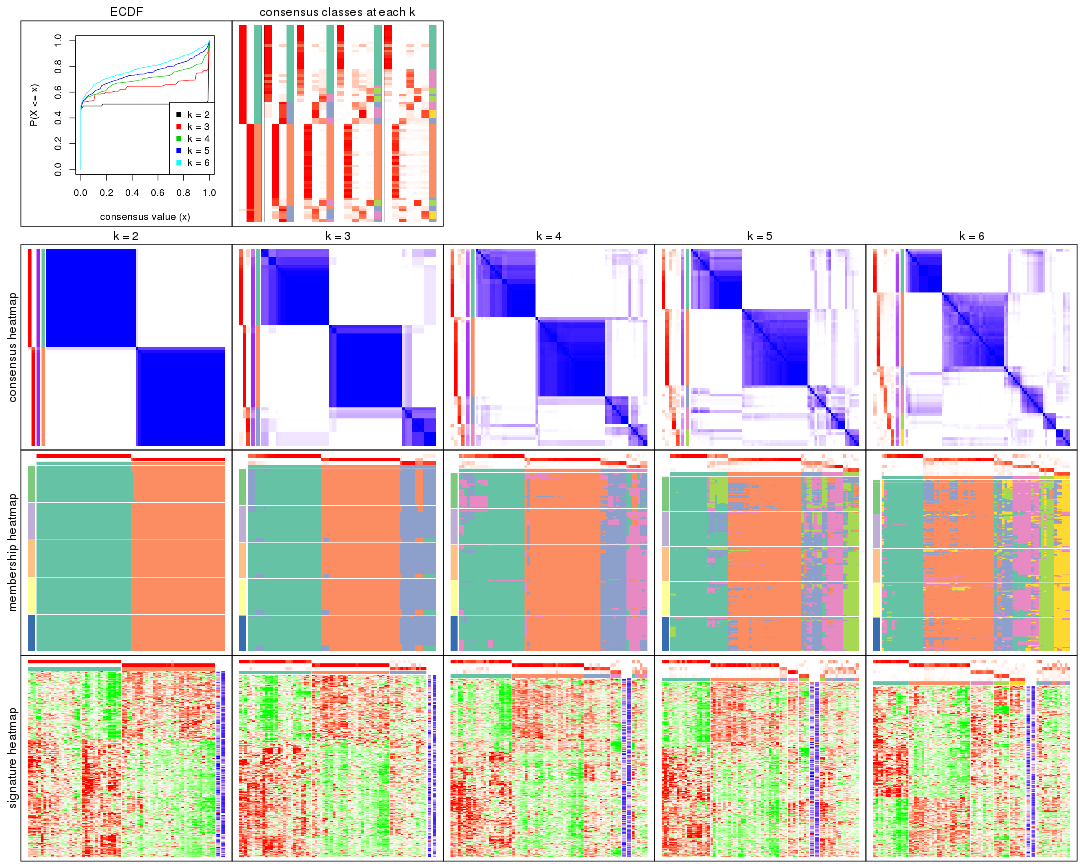 ECDF
consensus classes at each k
P(X <= x)
0.0 0.2 0.4 0.6 0.8 1.0
k = 2
k = 3
k = 4
k = 5
k = 6
0.0 0.2 0.4 0.6 0.8 1.0
consensus value (x)
k = 2
k = 3
k = 4
k = 5
k = 6
consensus heatmap
membership heatmap
signature heatmap